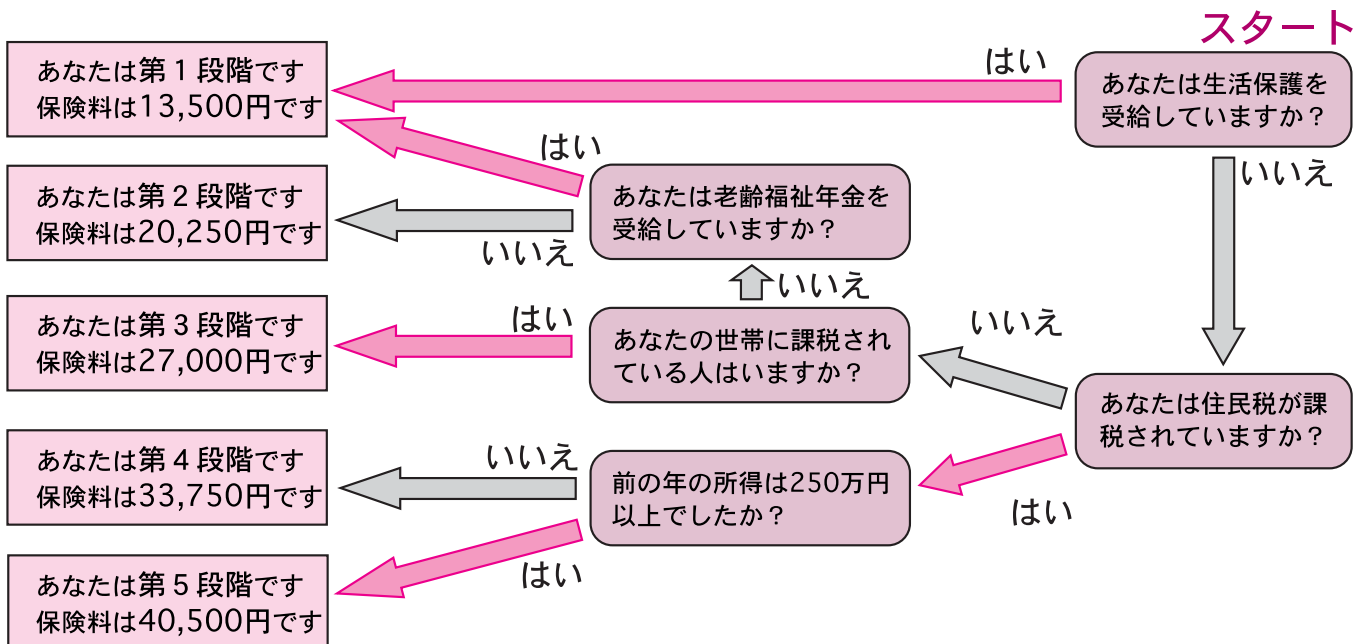 スタート
はい
あなたは生活保護を
受給していますか？
あなたは第１段階です
保険料は13,500円です
はい
いいえ
あなたは老齢福祉年金を
受給していますか？
あなたは第２段階です
保険料は20,250円です
いいえ
いいえ
はい
いいえ
あなたの世帯に課税され
ている人はいますか？
あなたは第３段階です
保険料は27,000円です
あなたは住民税が課
税されていますか？
いいえ
前の年の所得は250万円
以上でしたか？
はい
あなたは第４段階です
保険料は33,750円です
はい
あなたは第５段階です
保険料は40,500円です